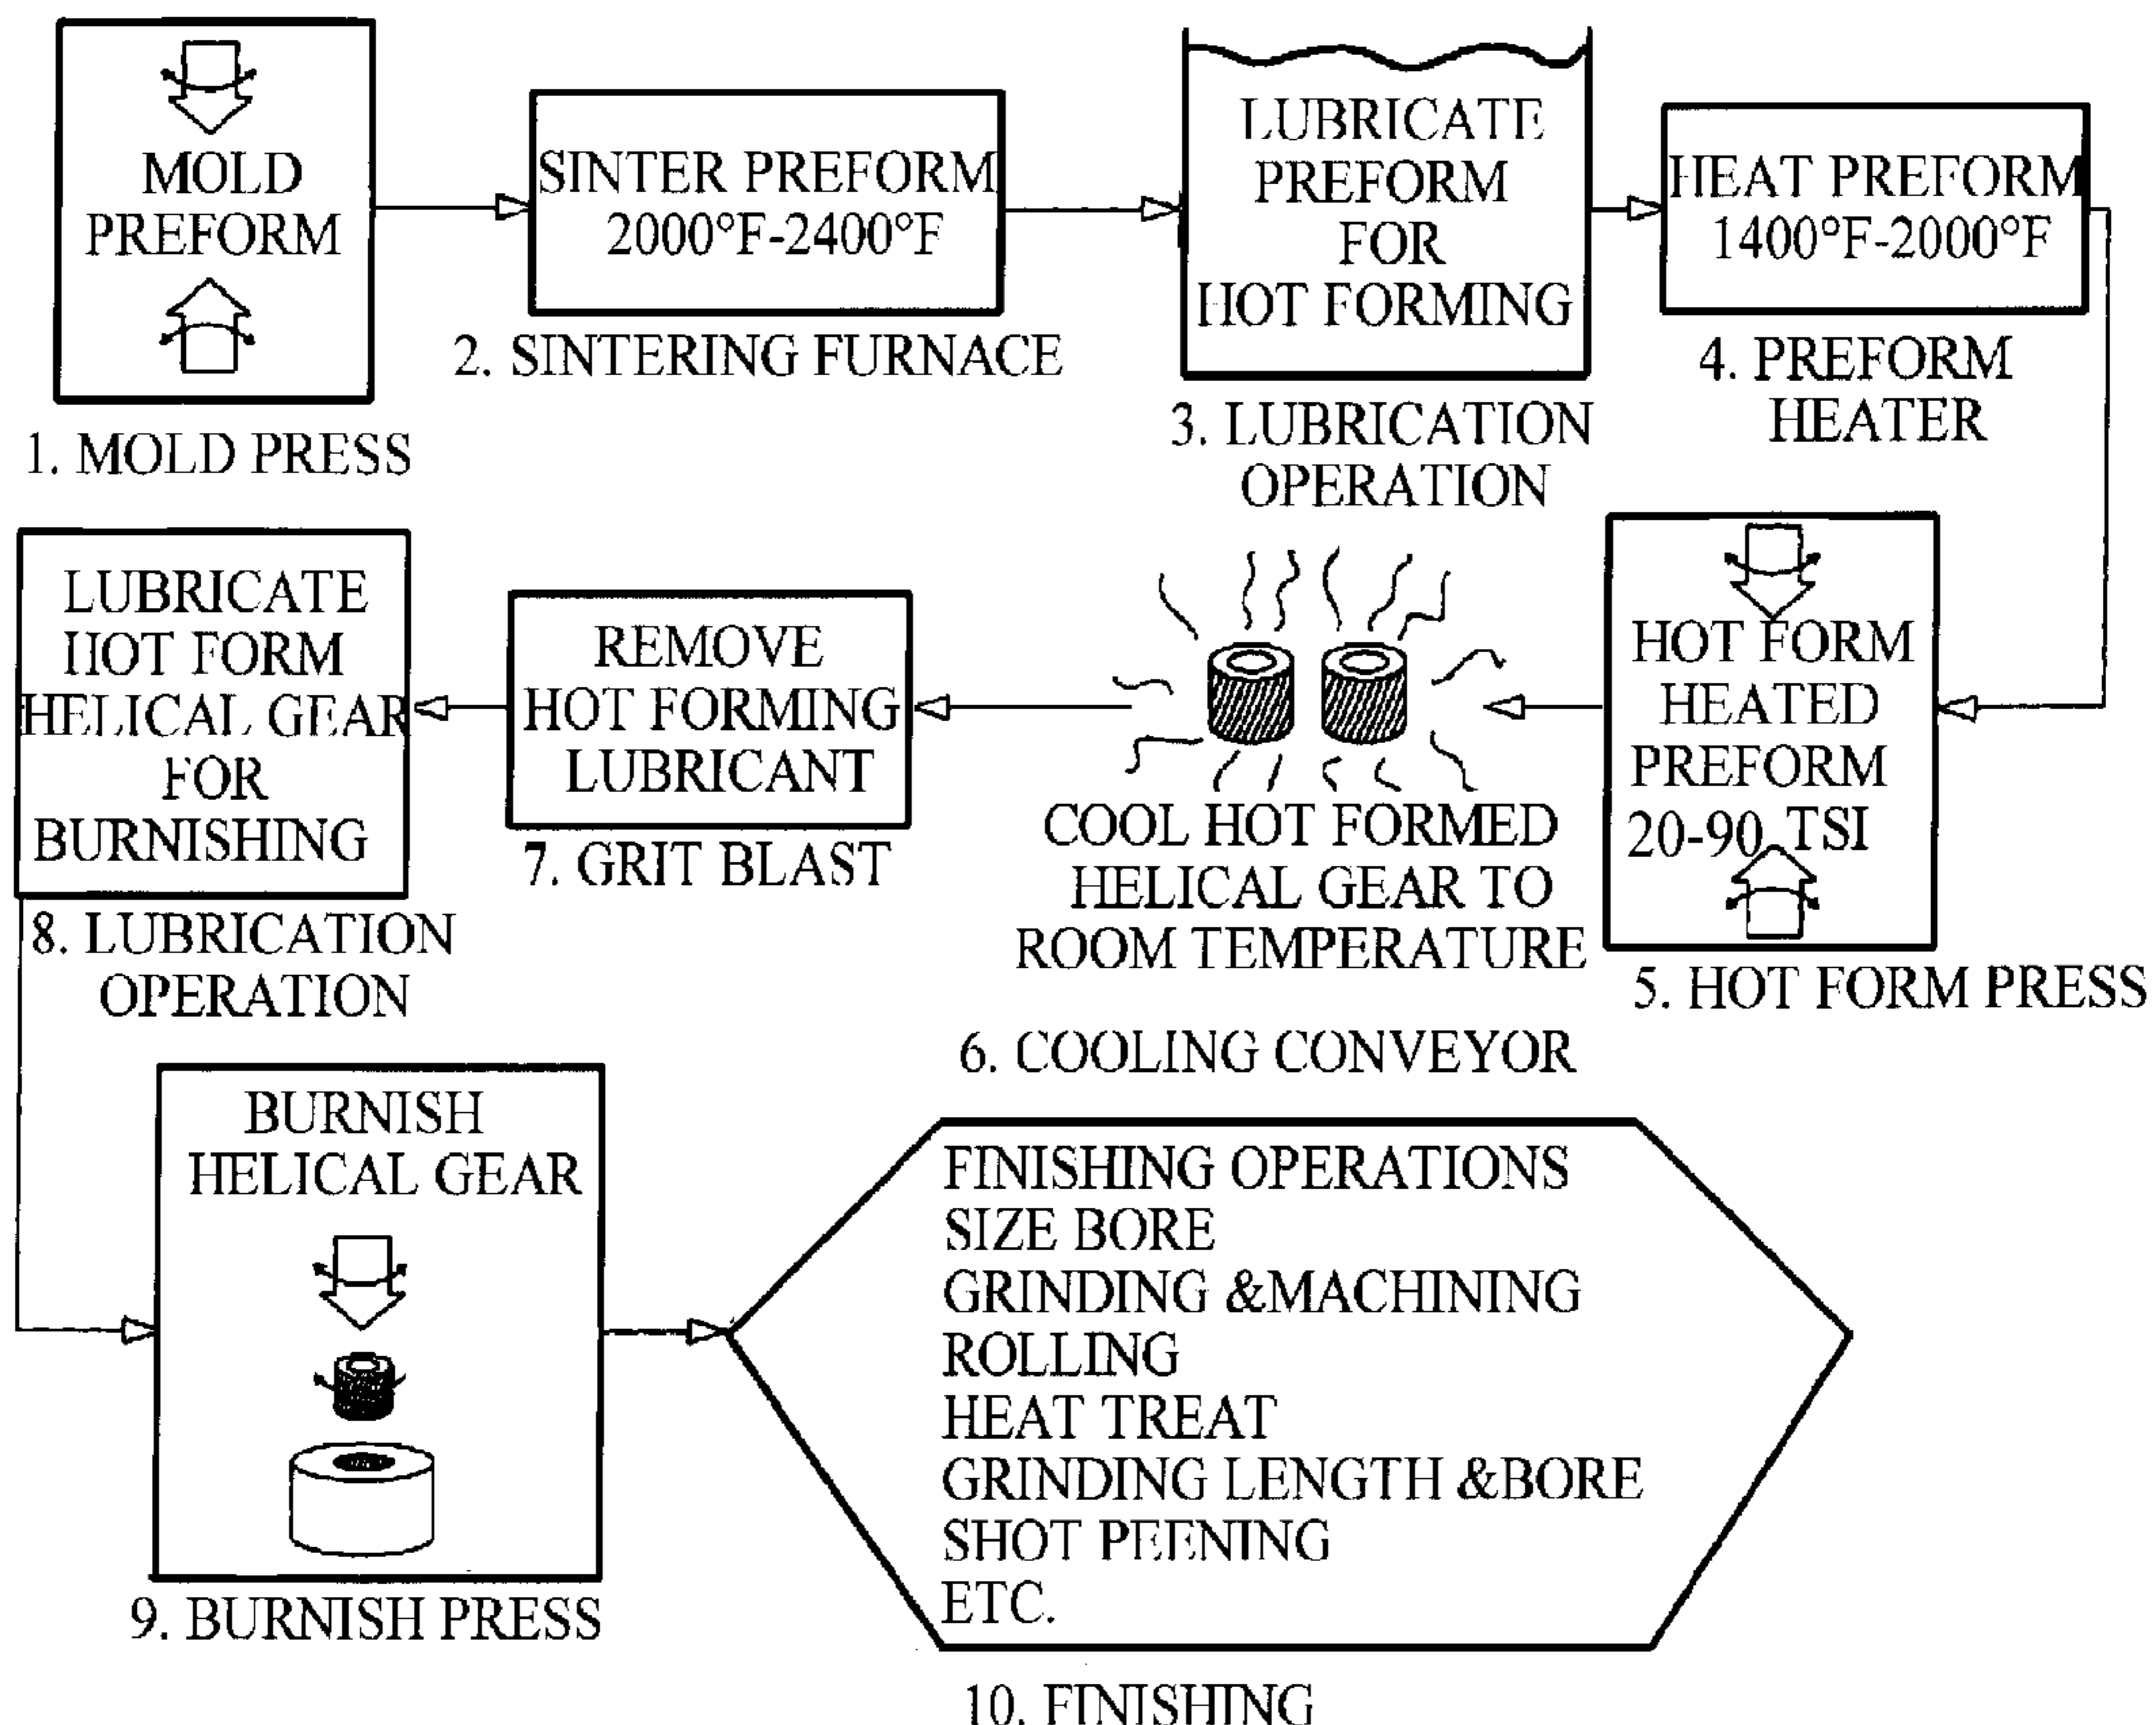 MOLD
PREFORM
1. MOLD PRESS
SINTER PREFORM
2000°F-2400°F
2. SINTERING FURNACE
LUBRICATE
PREFORM
FOR
HOT FORMING
3. LUBRICATION
OPERATION
HEAT PREFORM
1400°F-2000°F
4. PREFORM
HEATER
HOT FORM
HEATED
PREFORM
20-90 TSI
5. HOT FORM PRESS
COOL HOT FORMED
HELICAL GEAR TO
ROOM TEMPERATURE
6. COOLING CONVEYOR
REMOVE
HOT FORMING
LUBRICANT
7. GRIT BLAST
LUBRICATE
HOT FORM
HELICAL GEAR
FOR
BURNISHING
8. LUBRICATION
OPERATION
BURNISH
HELICAL GEAR
9. BURNISH PRESS
FINISHING OPERATIONS
SIZE BORE
GRINDING &MACHINING
ROLLING
HEAT TREAT
GRINDING LENGTH &BORE
SHOT PEENING
ETC.
10. FINISHING